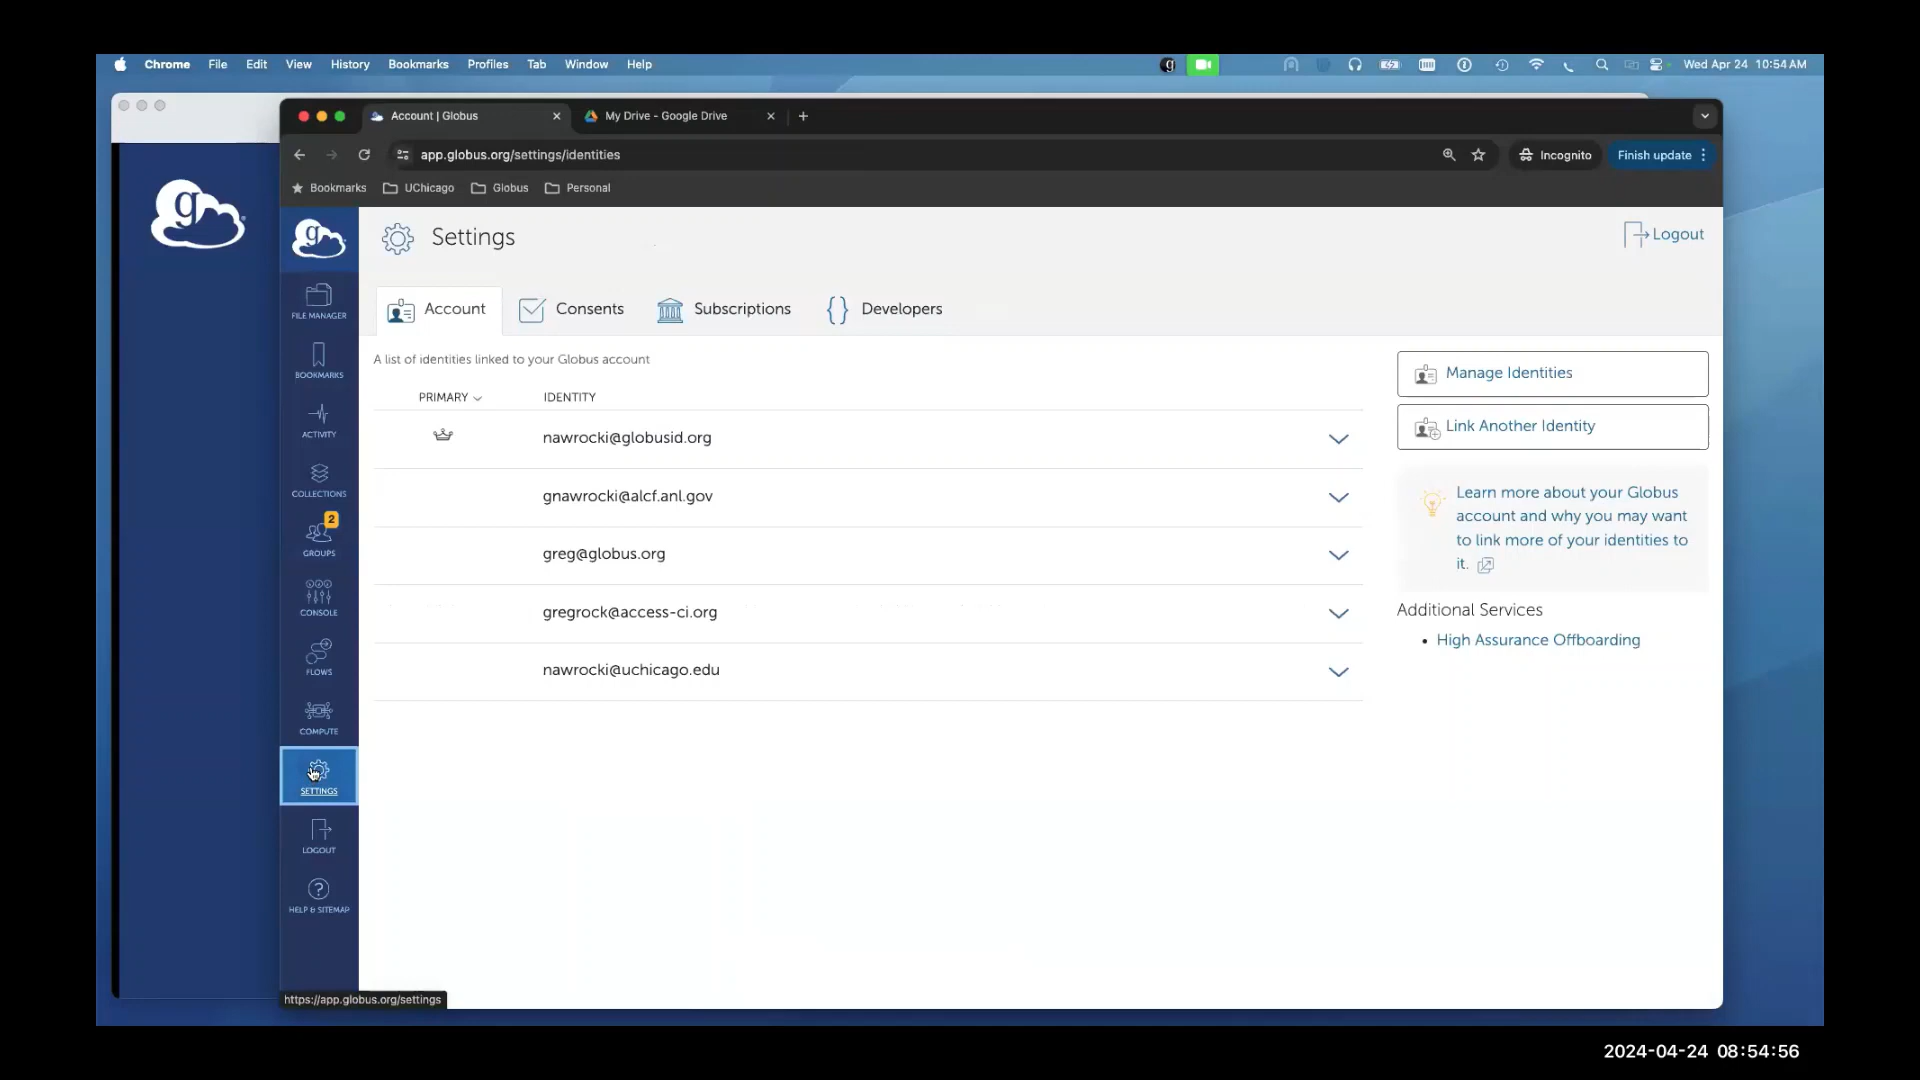 Chrome File Edit View History Bookmarks Profiles Tab Window Help
g
Wed Apr 24 10:54 AM
Account | Globus
My Drive - Google Drive
app.globus.org/settings/identities
Incognito
Finish update
Bookmarks UChicago Globus Personal
g
g
Settings
Logout
FILE MANAGER
BOOKMARKS
ACTIVITY
COLLECTIONS
2
GROUPS
CONSOLE
FLOWS
COMPUTE
SETTINGS
LOGOUT
?
HELP & SITEMAP
Account Consents Subscriptions Developers
A list of identities linked to your Globus account
PRIMARY IDENTITY
nawrocki@globusid.org
gnawrocki@alcf.anl.gov
greg@globus.org
gregrock@access-ci.org
nawrocki@uchicago.edu
Manage Identities
Link Another Identity
Learn more about your Globus
account and why you may want
to link more of your identities to
it.
Additional Services
• High Assurance Offboarding
https://app.globus.org/settings
2024-04-24 08:54:56